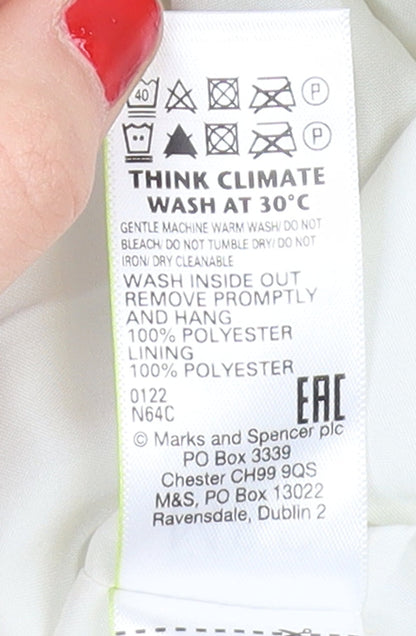 40 P
P
THINK CLIMATE
WASH AT 30°C
GENTLE MACHINE WARM WASH/ DO NOT
BLEACH/ DO NOT TUMBLE DRY/ DO NOT
IRON/ DRY CLEANABLE
WASH INSIDE OUT
REMOVE PROMPTLY
AND HANG
100% POLYESTER
LINING
100% POLYESTER
0122
N64C
EAC
© Marks and Spencer plc
PO Box 3339
Chester CH99 9QS
M&S, PO Box 13022
Ravensdale, Dublin 2